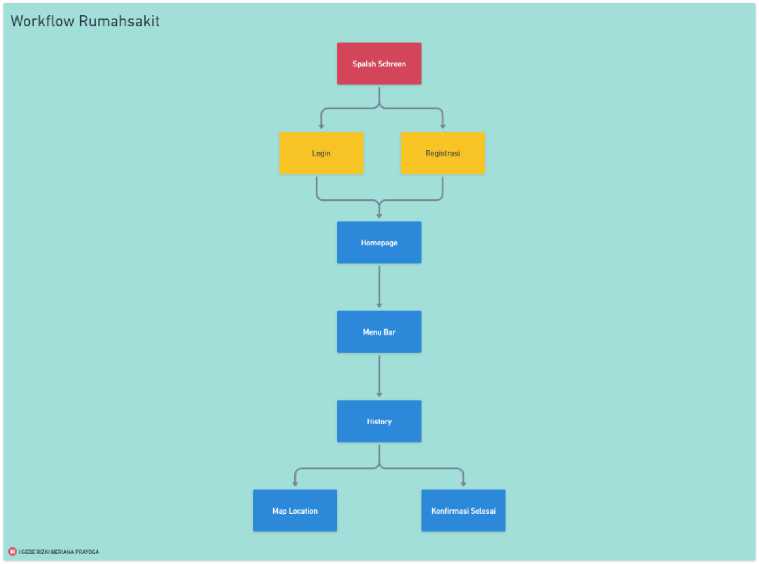 Workflow Rumahsakit
Spalsh Schreen
Login
Registrasi
Homepage
Menu Bar
History
Map Location
Konfirmasi Selesai
I GEDE RIZKI MERIANA PRAYOGA